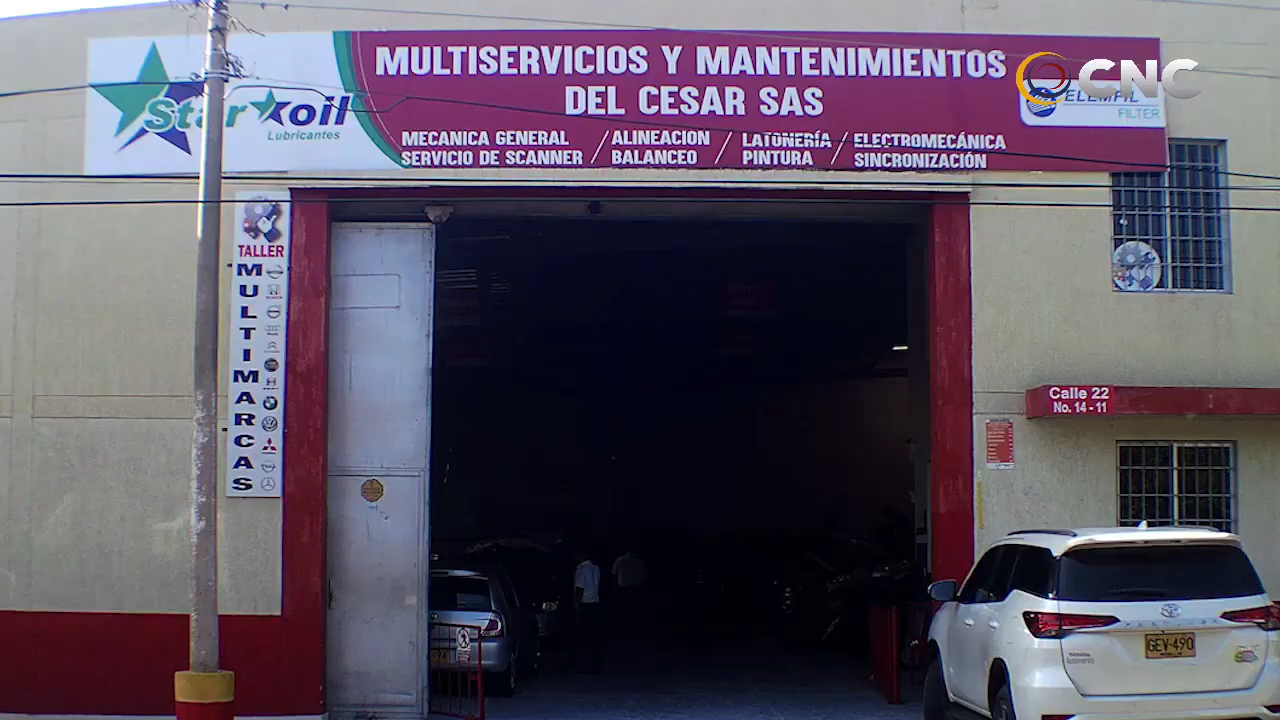 Star oil
Lubricantes
MULTISERVICIOS Y MANTENIMIENTOS
DEL CESAR SAS
MECANICA GENERAL / ALINEACION / LATONERÍA / ELECTROMECÁNICA
SERVICIO DE SCANNER / BALANCEO / PINTURA / SINCRONIZACIÓN
CNC
FILTER
TALLER
MULTIMARCAS
Calle 22
No. 14 - 11
GEV-490